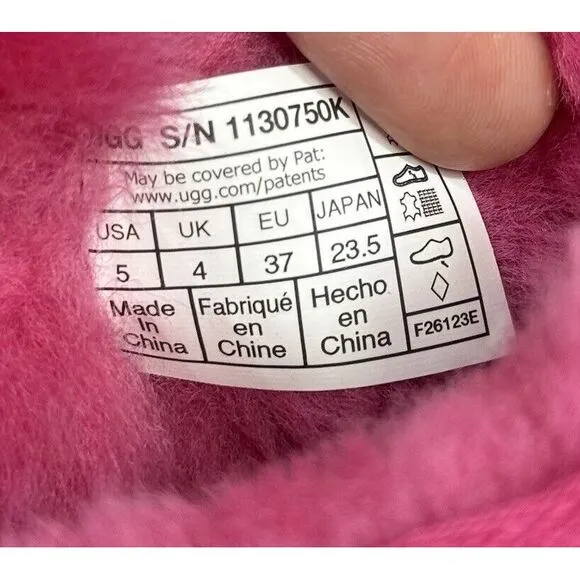 UGG S/N 1130750K
May be covered by Pat:
www.ugg.com/patents
USA UK EU JAPAN
5 4 37 23.5
Made in China
Fabriqué en Chine
Hecho en China
F26123E